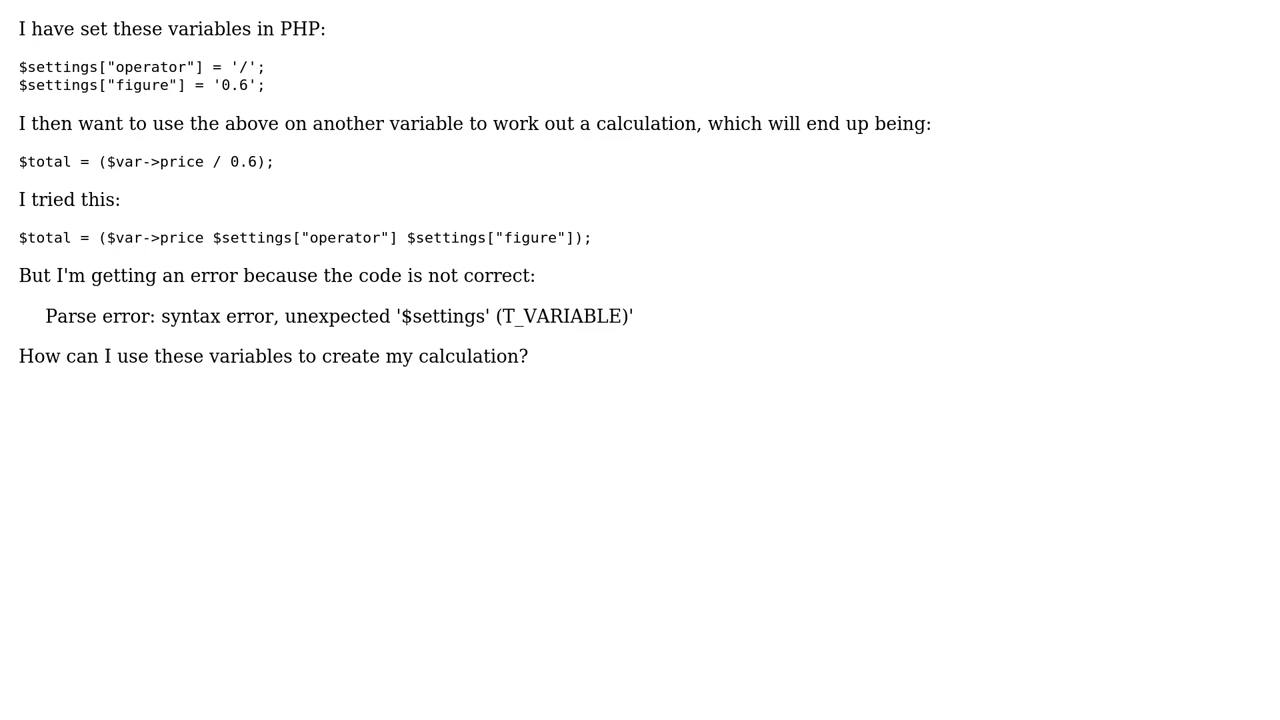 I have set these variables in PHP:
$settings["operator"] = '/';
$settings["figure"] = '0.6';
I then want to use the above on another variable to work out a calculation, which will end up being:
$total = ($var->price / 0.6);
I tried this:
$total = ($var->price $settings["operator"] $settings["figure"]);
But I'm getting an error because the code is not correct:
Parse error: syntax error, unexpected '$settings' (T_VARIABLE)'
How can I use these variables to create my calculation?